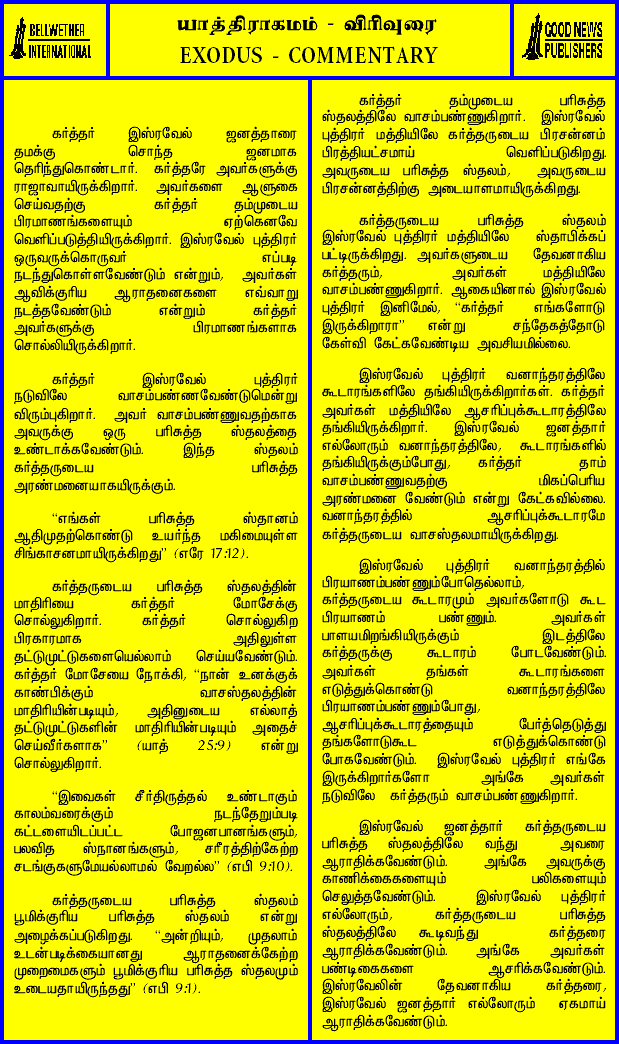 BELLWETHER
INTERNATIONAL
யாத்திராகமம் - விரிவுரை
EXODUS - COMMENTARY
GOOD NEWS
PUBLISHERS
கர்த்தர் இஸ்ரவேல் ஜனத்தாரை
தமக்கு சொந்த ஜனமாக
தெரிந்துகொண்டார். கர்த்தரே அவர்களுக்கு
ராஜாவாயிருக்கிறார். அவர்களை ஆளுகை
செய்வதற்கு கர்த்தர் தம்முடைய
பிரமாணங்களையும் ஏற்கெனவே
வெளிப்படுத்தியிருக்கிறார். இஸ்ரவேல் புத்திரர்
ஒருவருக்கொருவர் எப்படி
நடந்துகொள்ளவேண்டும் என்றும், அவர்கள்
ஆவிக்குரிய ஆராதனைகளை எவ்வாறு
நடத்தவேண்டும் என்றும் கர்த்தர்
அவர்களுக்கு பிரமாணங்களாக
சொல்லியிருக்கிறார்.
கர்த்தர் இஸ்ரவேல் புத்திரர்
நடுவிலே வாசம்பண்ணவேண்டுமென்று
விரும்புகிறார். அவர் வாசம்பண்ணுவதற்காக
அவருக்கு ஒரு பரிசுத்த ஸ்தலத்தை
உண்டாக்கவேண்டும். இந்த ஸ்தலம்
கர்த்தருடைய பரிசுத்த
அரண்மனையாகயிருக்கும்.
“எங்கள் பரிசுத்த ஸ்தானம்
ஆதிமுதற்கொண்டு உயர்ந்த மகிமையுள்ள
சிங்காசனமாயிருக்கிறது” (எரே 17:12).
கர்த்தருடைய பரிசுத்த ஸ்தலத்தின்
மாதிரியை கர்த்தர் மோசேக்கு
சொல்லுகிறார். கர்த்தர் சொல்லுகிற
பிரகாரமாக அதிலுள்ள
தட்டுமுட்டுகளையெல்லாம் செய்யவேண்டும்.
கர்த்தர் மோசேயை நோக்கி, “நான் உனக்குக்
காண்பிக்கும் வாசஸ்தலத்தின்
மாதிரியின்படியும், அதினுடைய எல்லாத்
தட்டுமுட்டுகளின் மாதிரியின்படியும் அதைச்
செய்வீர்களாக” (யாத் 25:9) என்று
சொல்லுகிறார்.
“இவைகள் சீர்திருத்தல் உண்டாகும்
காலம்வரைக்கும் நடந்தேறும்படி
கட்டளையிடப்பட்ட போஜனபானங்களும்,
பலவித ஸ்நானங்களும், சரீரத்திற்கேற்ற
சடங்குகளுமேயல்லாமல் வேறல்ல” (எபி 9:10).
கர்த்தருடைய பரிசுத்த ஸ்தலம்
பூமிக்குரிய பரிசுத்த ஸ்தலம் என்று
அழைக்கப்படுகிறது. “அன்றியும், முதலாம்
உடன்படிக்கையானது ஆராதனைக்கேற்ற
முறைமைகளும் பூமிக்குரிய பரிசுத்த ஸ்தலமும்
உடையதாயிருந்தது” (எபி 9:1).
கர்த்தர் தம்முடைய பரிசுத்த
ஸ்தலத்திலே வாசம்பண்ணுகிறார். இஸ்ரவேல்
புத்திரர் மத்தியிலே கர்த்தருடைய பிரசன்னம்
பிரத்தியட்சமாய் வெளிப்படுகிறது.
அவருடைய பரிசுத்த ஸ்தலம், அவருடைய
பிரசன்னத்திற்கு அடையாளமாயிருக்கிறது.
கர்த்தருடைய பரிசுத்த ஸ்தலம்
இஸ்ரவேல் புத்திரர் மத்தியிலே ஸ்தாபிக்கப்
பட்டிருக்கிறது. அவர்களுடைய தேவனாகிய
கர்த்தரும், அவர்கள் மத்தியிலே
வாசம்பண்ணுகிறார். ஆகையினால் இஸ்ரவேல்
புத்திரர் இனிமேல், “கர்த்தர் எங்களோடு
இருக்கிறாரா” என்று சந்தேகத்தோடு
கேள்வி கேட்கவேண்டிய அவசியமில்லை.
இஸ்ரவேல் புத்திரர் வனாந்தரத்திலே
கூடாரங்களிலே தங்கியிருக்கிறார்கள். கர்த்தர்
அவர்கள் மத்தியிலே ஆசரிப்புக்கூடாரத்திலே
தங்கியிருக்கிறார். இஸ்ரவேல் ஜனத்தார்
எல்லோரும் வனாந்தரத்திலே, கூடாரங்களில்
தங்கியிருக்கும்போது, கர்த்தர் தாம்
வாசம்பண்ணுவதற்கு மிகப்பெரிய
அரண்மனை வேண்டும் என்று கேட்கவில்லை.
வனாந்தரத்தில் ஆசரிப்புக்கூடாரமே
கர்த்தருடைய வாசஸ்தலமாயிருக்கிறது.
இஸ்ரவேல் புத்திரர் வனாந்தரத்தில்
பிரயாணம்பண்ணும்போதெல்லாம்,
கர்த்தருடைய கூடாரமும் அவர்களோடு கூட
பிரயாணம் பண்ணும். அவர்கள்
பாளயமிறங்கியிருக்கும் இடத்திலே
கர்த்தருக்கு கூடாரம் போடவேண்டும்.
அவர்கள் தங்கள் கூடாரங்களை
எடுத்துக்கொண்டு வனாந்தரத்திலே
பிரயாணம்பண்ணும்போது,
ஆசரிப்புக்கூடாரத்தையும் பேர்த்தெடுத்து
தங்களோடுகூட எடுத்துக்கொண்டு
போகவேண்டும். இஸ்ரவேல் புத்திரர் எங்கே
இருக்கிறார்களோ அங்கே அவர்கள்
நடுவிலே கர்த்தரும் வாசம்பண்ணுகிறார்.
இஸ்ரவேல் ஜனத்தார் கர்த்தருடைய
பரிசுத்த ஸ்தலத்திலே வந்து அவரை
ஆராதிக்கவேண்டும். அங்கே அவருக்கு
காணிக்கைகளையும் பலிகளையும்
செலுத்தவேண்டும். இஸ்ரவேல் புத்திரர்
எல்லோரும், கர்த்தருடைய பரிசுத்த
ஸ்தலத்திலே கூடிவந்து கர்த்தரை
ஆராதிக்கவேண்டும். அங்கே அவர்கள்
பண்டிகைகளை ஆசரிக்கவேண்டும்.
இஸ்ரவேலின் தேவனாகிய கர்த்தரை,
இஸ்ரவேல் ஜனத்தார் எல்லோரும் ஏகமாய்
ஆராதிக்கவேண்டும்.